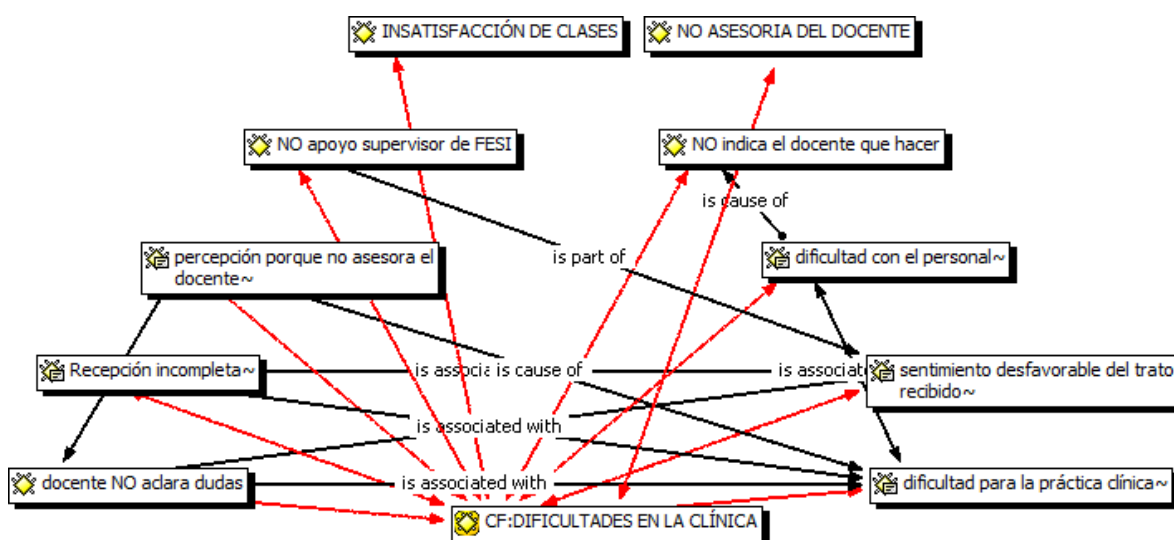 INSATISFACCIÓN DE CLASES
NO ASESORIA DEL DOCENTE
NO apoyo supervisor de FESI
NO indica el docente que hacer
is cause of
percepción porque no asesora el
docente~
is part of
dificultad con el personal~
Recepción incompleta~
is associa
is cause of
is associate
sentimiento desfavorable del trato
recibido~
is associated with
docente NO aclara dudas
is associated with
dificultad para la práctica clínica~
CF:DIFICULTADES EN LA CLÍNICA